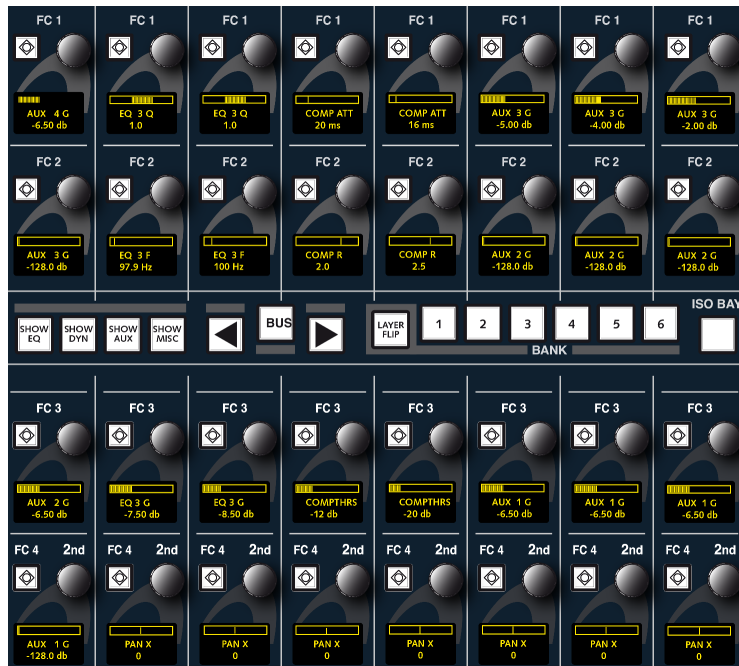 FC 1 FC 1 FC 1 FC 1 FC 1 FC 1 FC 1 FC 1
AUX 4 G EQ 3 Q EQ 3 Q COMP ATT COMP ATT AUX 3 G AUX 3 G AUX 3 G
-6.50 db 1.0 1.0 20 ms 16 ms -5.00 db -4.00 db -2.00 db
FC 2 FC 2 FC 2 FC 2 FC 2 FC 2 FC 2 FC 2
AUX 3 G EQ 3 F EQ 3 F COMP R COMP R AUX 2 G AUX 2 G AUX 2 G
-128.0 db 97.9 Hz 100 Hz 2.0 2.5 -128.0 db -128.0 db -128.0 db
ISO BAY
SHOW EQ
SHOW DYN
SHOW AUX
SHOW MISC
BUS
LAYER FLIP
1 2 3 4 5 6
BANK
FC 3 FC 3 FC 3 FC 3 FC 3 FC 3 FC 3 FC 3
AUX 2 G EQ 3 G EQ 3 G COMPTHRS COMPTHRS AUX 1 G AUX 1 G AUX 1 G
-6.50 db -7.50 db -8.50 db -12 db -20 db -6.50 db -6.50 db -6.50 db
FC 4 2nd FC 4 2nd FC 4 2nd FC 4 2nd FC 4 2nd FC 4 2nd FC 4 2nd FC 4 2nd
AUX 1 G PAN X PAN X PAN X PAN X PAN X PAN X PAN X
-128.0 db 0 0 0 0 0 0 0